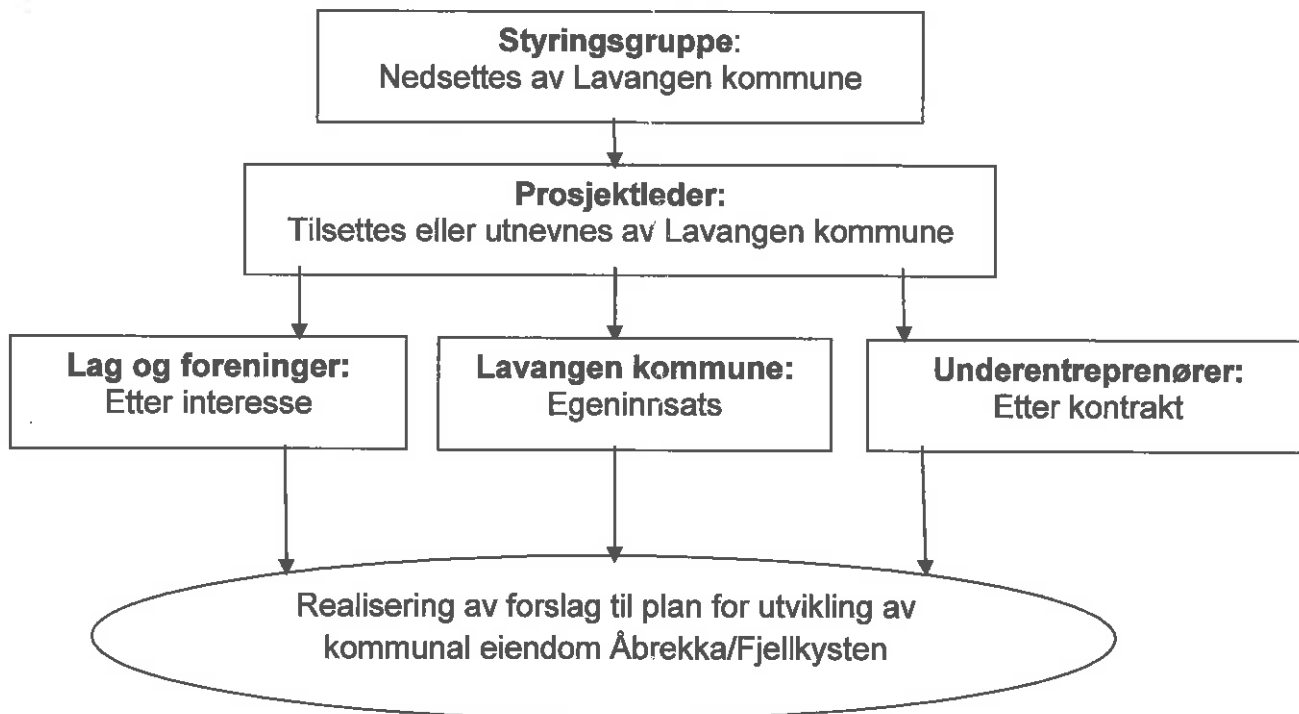 Styringsgruppe:
Nedsettes av Lavangen kommune
Prosjektleder:
Tilsettes eller utnevnes av Lavangen kommune
Lag og foreninger:
Etter interesse
Lavangen kommune:
Egeninnsats
Underentreprenører:
Etter kontrakt
Realisering av forslag til plan for utvikling av
kommunal eiendom Åbrekka/Fjellkysten